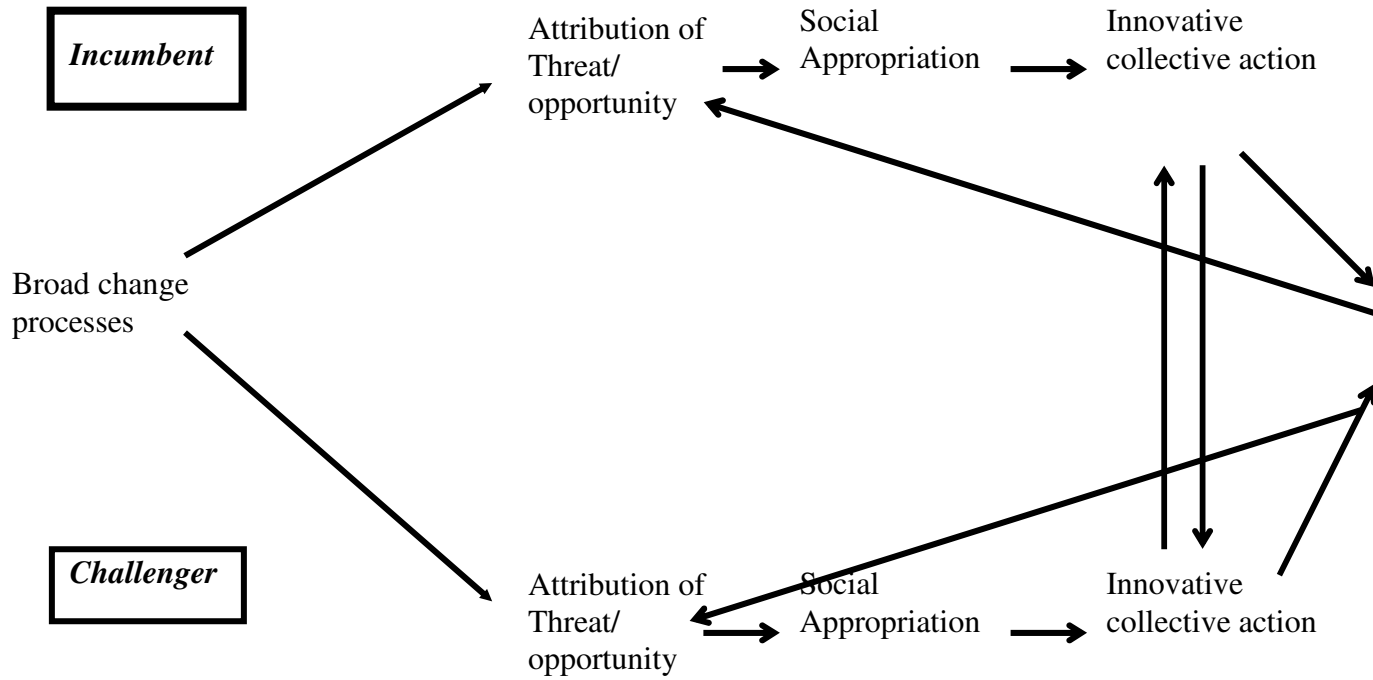 Incumbent
Attribution of
Threat/
opportunity
Social
Appropriation
Innovative
collective action
Broad change
processes
Challenger
Attribution of
Threat/
opportunity
Social
Appropriation
Innovative
collective action